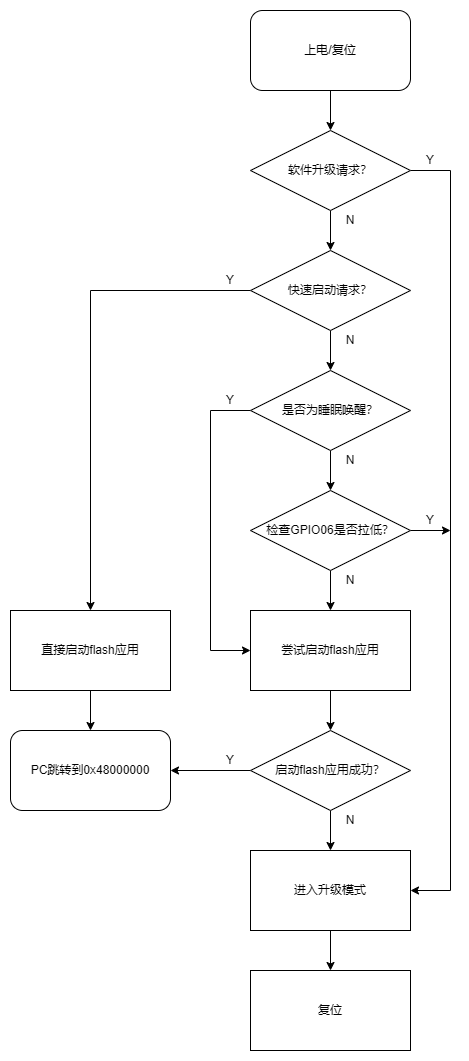 上电/复位
软件升级请求?
Y
N
快速启动请求?
Y
N
是否为睡眠唤醒?
Y
N
检查GPIO06是否拉低?
Y
N
直接启动flash应用
尝试启动flash应用
PC跳转到0x48000000
Y
启动flash应用成功?
N
进入升级模式
复位